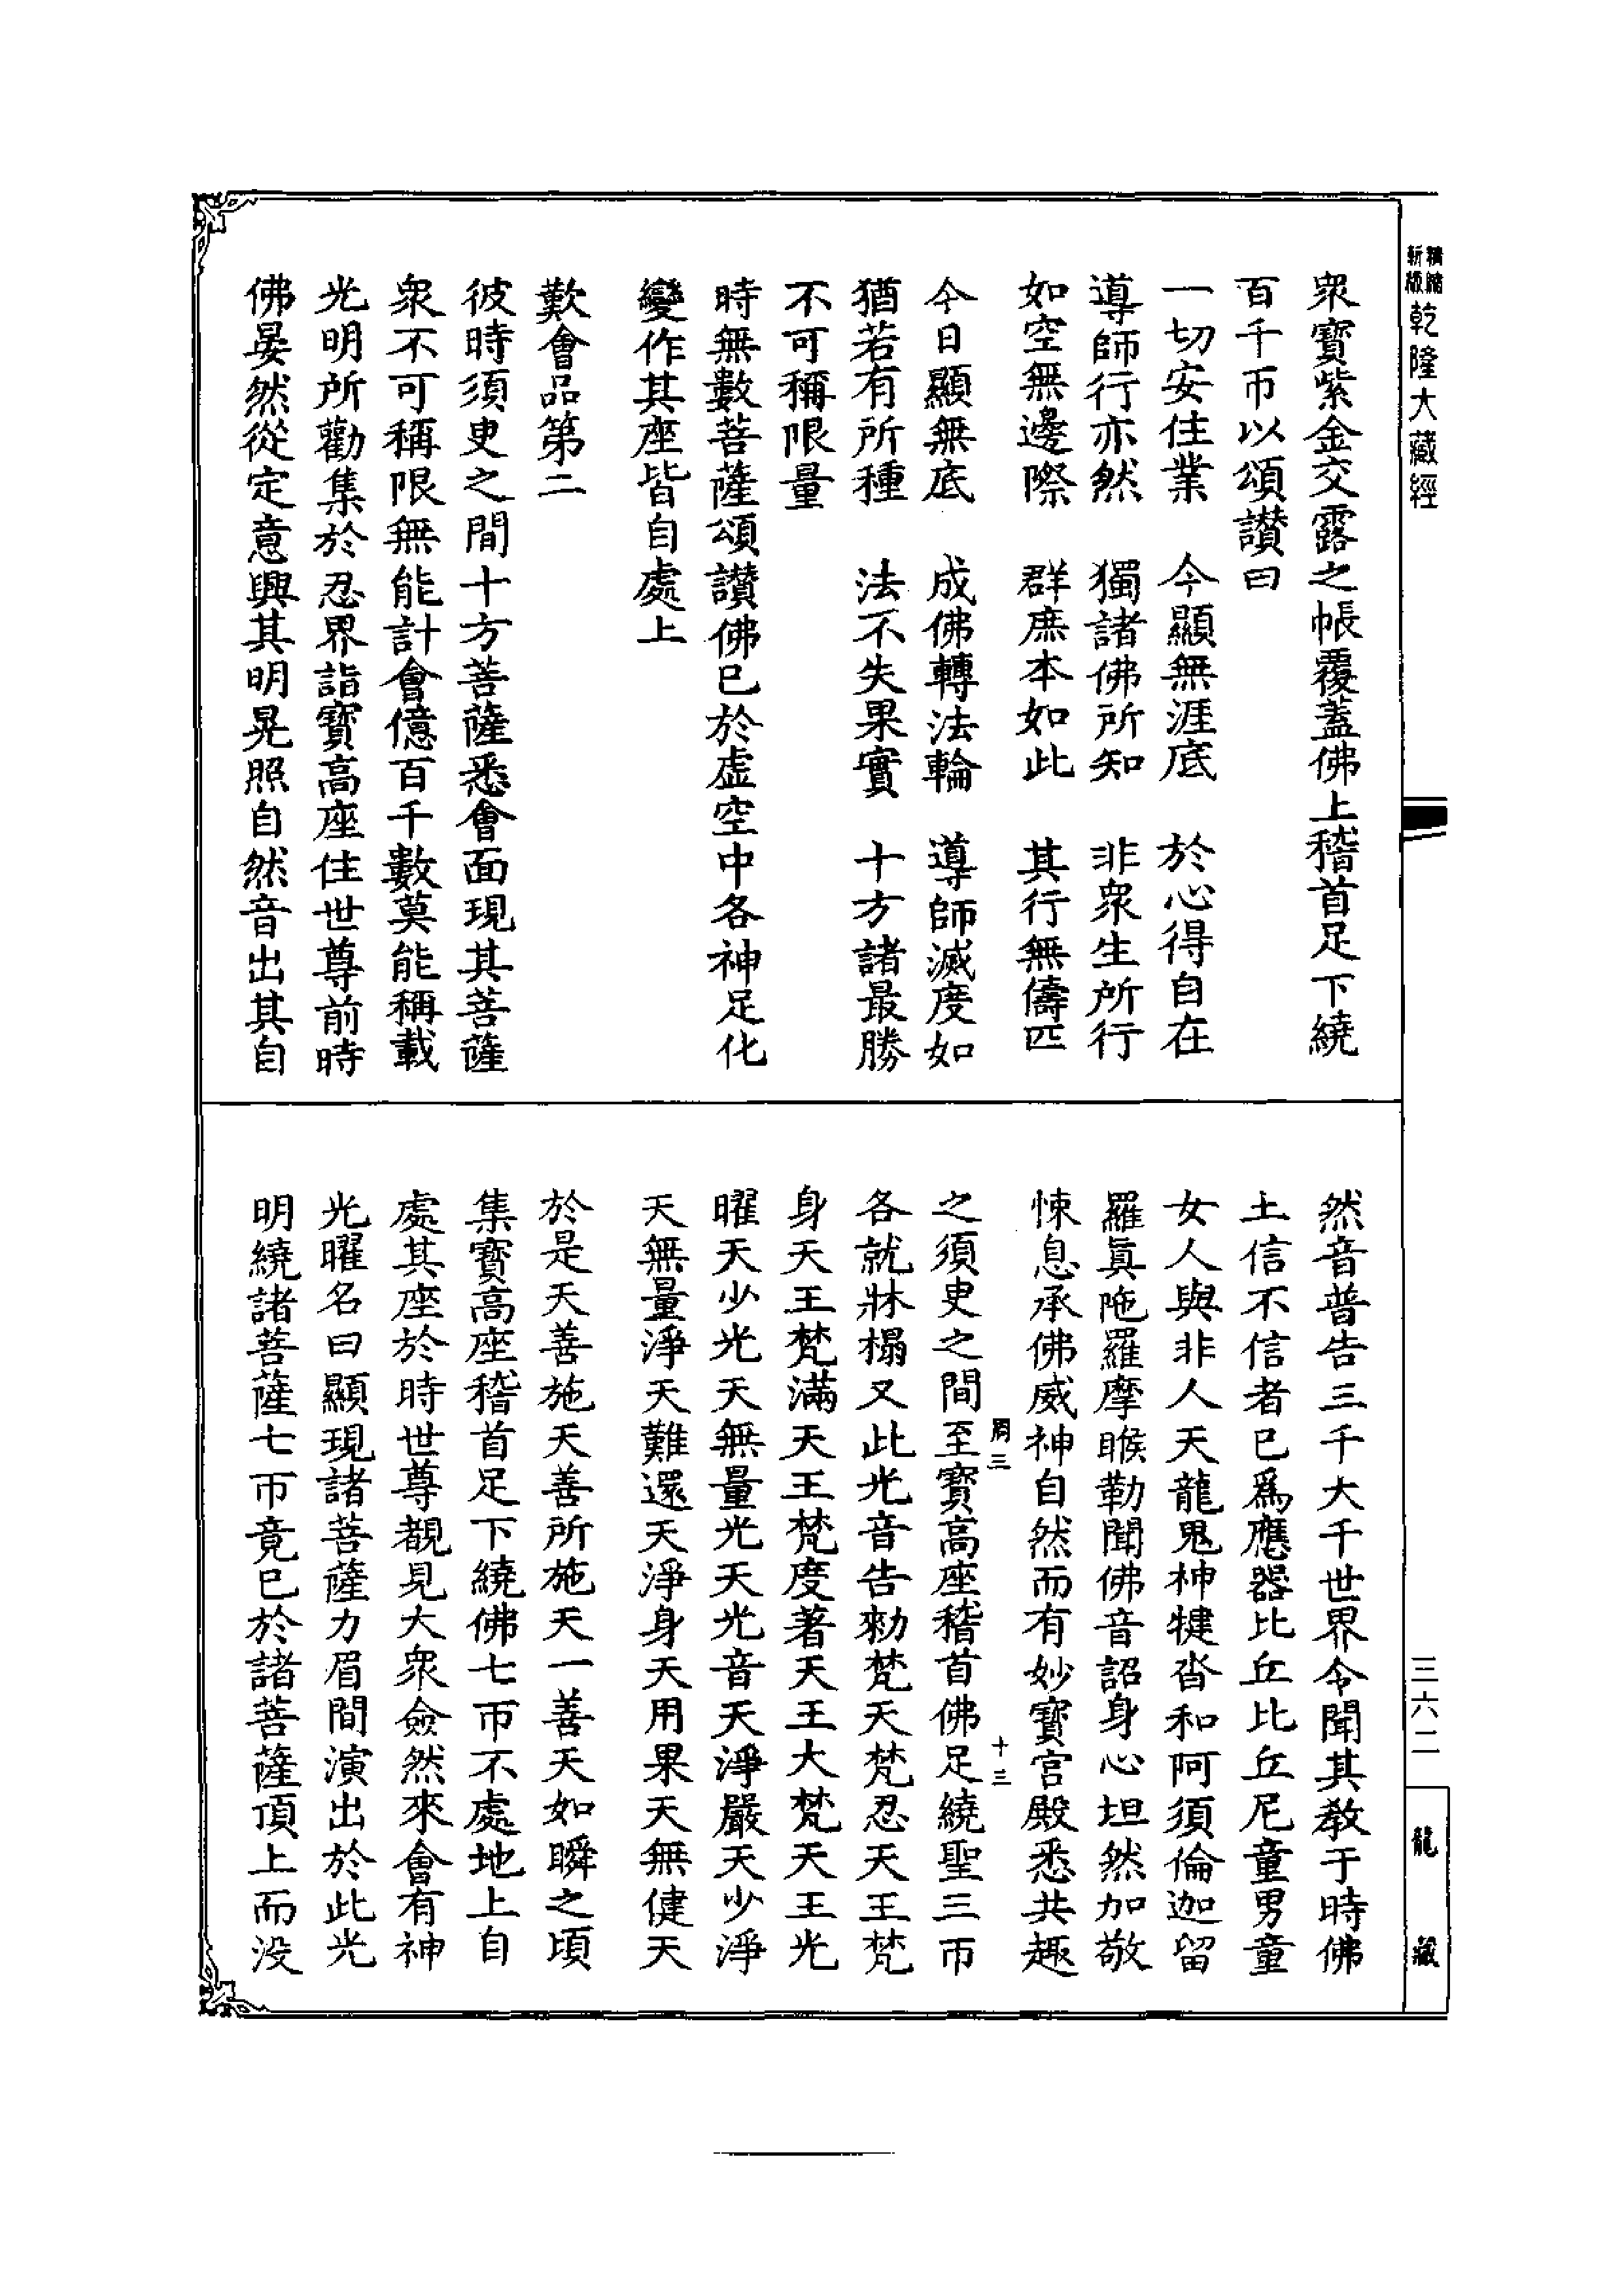 精縮新版乾隆大藏經
衆寶紫金交露之帳覆蓋佛上稽首足下繞
百千帀以頌讃曰
一切安住業　今顯無涯底　於心得自在
導師行亦然　獨諸佛所知　非衆生所行
如空無邊際　群庶本如此　其行無儔匹
今日顯無底　成佛轉法輪　導師滅度如
猶若有所種　法不失果實　十方諸最勝
不可稱限量
時無數菩薩頌讃佛已於虚空中各神足化
變作其座皆自處上
歎會品第二
彼時須臾之間十方菩薩悉會面現其菩薩
衆不可稱限無能計會億百千數莫能稱載
光明所勸集於忍界詣寶高座住世尊前時
佛晏然從定意興其明晃照自然音出其自
然音普告三千大千世界令聞其教于時佛
土信不信者已爲應器比丘比丘尼童男童
女人與非人天龍鬼神犍沓和阿須倫迦留
羅眞陁羅摩睺勒聞佛音詔身心坦然加敬
悚息承佛威神自然而有妙寶宫殿悉共趣
周三　十三
之須臾之間至寳高座稽首佛足繞聖三帀
各就牀榻又此光音告勑梵天梵忍天王梵
身天王梵滿天王梵度著天王大梵天王光
曜天少光天無量光天光音天淨嚴天少淨
天無量淨天難還天淨身天用果天無倢天
於是天善施天善所施天一善天如瞬之頃
集寳高座稽首足下繞佛七帀不處地上自
處其座於時世尊覩見大衆僉然來會有神
光曜名曰顯現諸菩薩力眉間演出於此光
明繞諸菩薩七帀竟已於諸菩薩頂上而没
三六二
龍藏